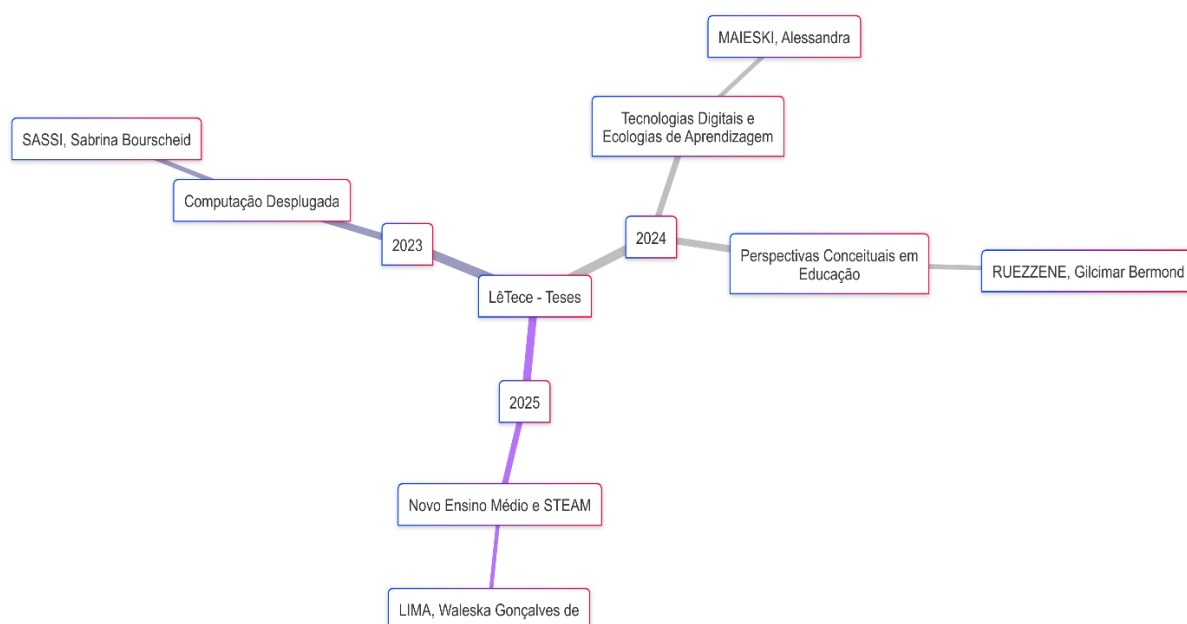 MAIESKI, Alessandra
Tecnologias Digitais e
Ecologias de Aprendizagem
SASSI, Sabrina Bourscheid
Computação Desplugada
2023
2024
Perspectivas Conceituais em
Educação
RUEZZENE, Gilcimar Bermond
LêTece - Teses
2025
Novo Ensino Médio e STEAM
LIMA, Waleska Gonçalves de